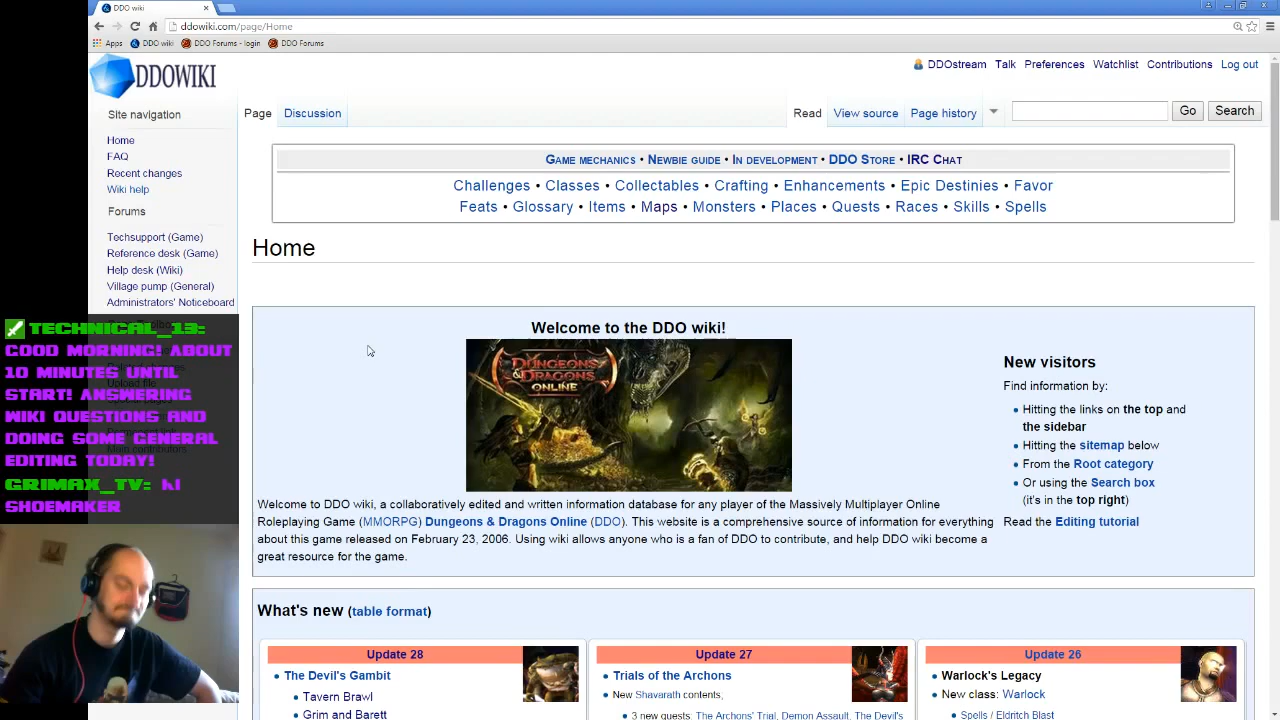 DDO wiki
ddowiki.com/page/Home
Apps DDO wiki DDO Forums - login DDO Forums
DDOWIKI
DDOstream Talk Preferences Watchlist Contributions Log out
Site navigation
Home
FAQ
Recent changes
Wiki help
Forums
Techsupport (Game)
Reference desk (Game)
Help desk (Wiki)
Village pump (General)
Administrators' Noticeboard
Upload file
Main contributors
TECHNICAL_13:
GOOD MORNING! ABOUT
10 MINUTES UNTIL
START! ANSWERING
WIKI QUESTIONS AND
DOING SOME GENERAL
EDITING TODAY!
GRIMAX_TV: HI
SHOEMAKER
Page Discussion Read View source Page history Go Search
Game mechanics • Newbie guide • In development • DDO Store • IRC Chat
Challenges • Classes • Collectables • Crafting • Enhancements • Epic Destinies • Favor
Feats • Glossary • Items • Maps • Monsters • Places • Quests • Races • Skills • Spells
Home
Welcome to the DDO wiki!
DUNGEONS
& DRAGONS
ONLINE
Welcome to DDO wiki, a collaboratively edited and written information database for any player of the Massively Multiplayer Online
Roleplaying Game (MMORPG) Dungeons & Dragons Online (DDO). This website is a comprehensive source of information for everything
about this game released on February 23, 2006. Using wiki allows anyone who is a fan of DDO to contribute, and help DDO wiki become a
great resource for the game.
New visitors
Find information by:
• Hitting the links on the top and
the sidebar
• Hitting the sitemap below
• From the Root category
• Or using the Search box
(it's in the top right)
Read the Editing tutorial
What's new (table format)
Update 28
• The Devil's Gambit
• Tavern Brawl
• Grim and Barett
Update 27
• Trials of the Archons
• New Shavarath contents,
• 3 new quests: The Archons' Trial, Demon Assault, The Devil's
Update 26
• Warlock's Legacy
• New class: Warlock
• Spells / Eldritch Blast